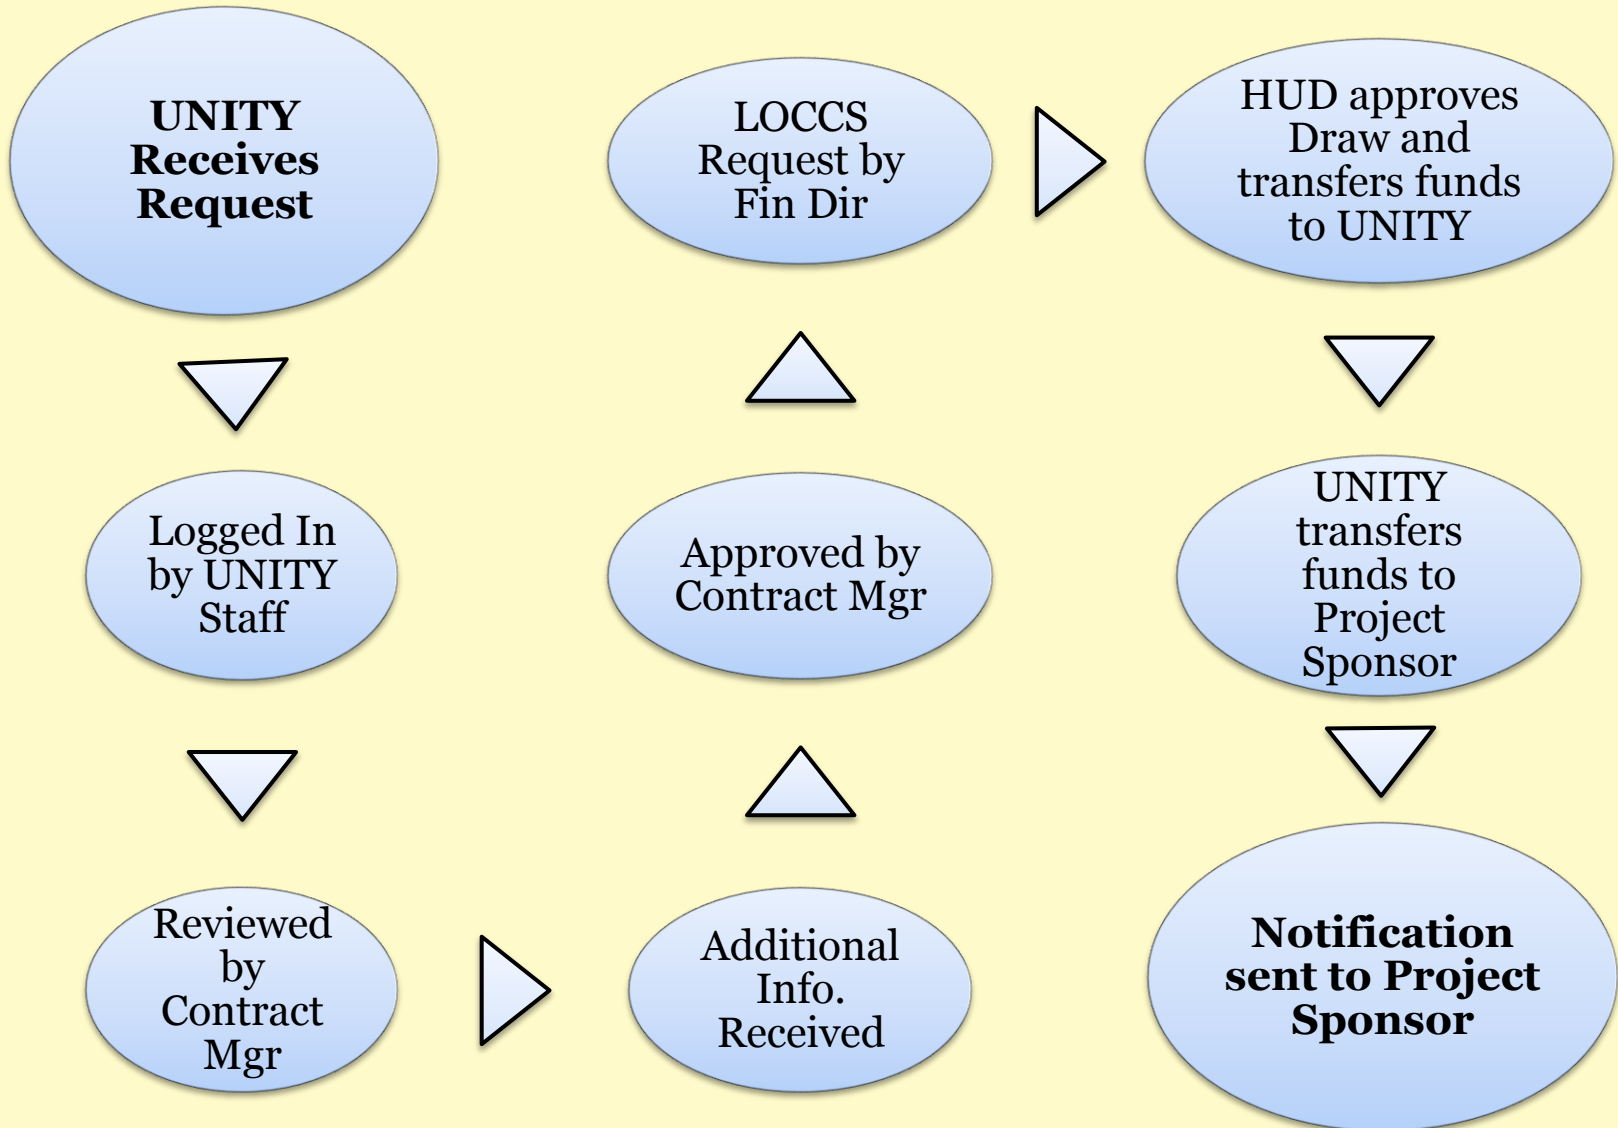 UNITY
Receives
Request
Logged In
by UNITY
Staff
Reviewed
by
Contract
Mgr
Additional
Info.
Received
Approved by
Contract Mgr
LOCCS
Request by
Fin Dir
HUD approves
Draw and
transfers funds
to UNITY
UNITY
transfers
funds to
Project
Sponsor
Notification
sent to Project
Sponsor